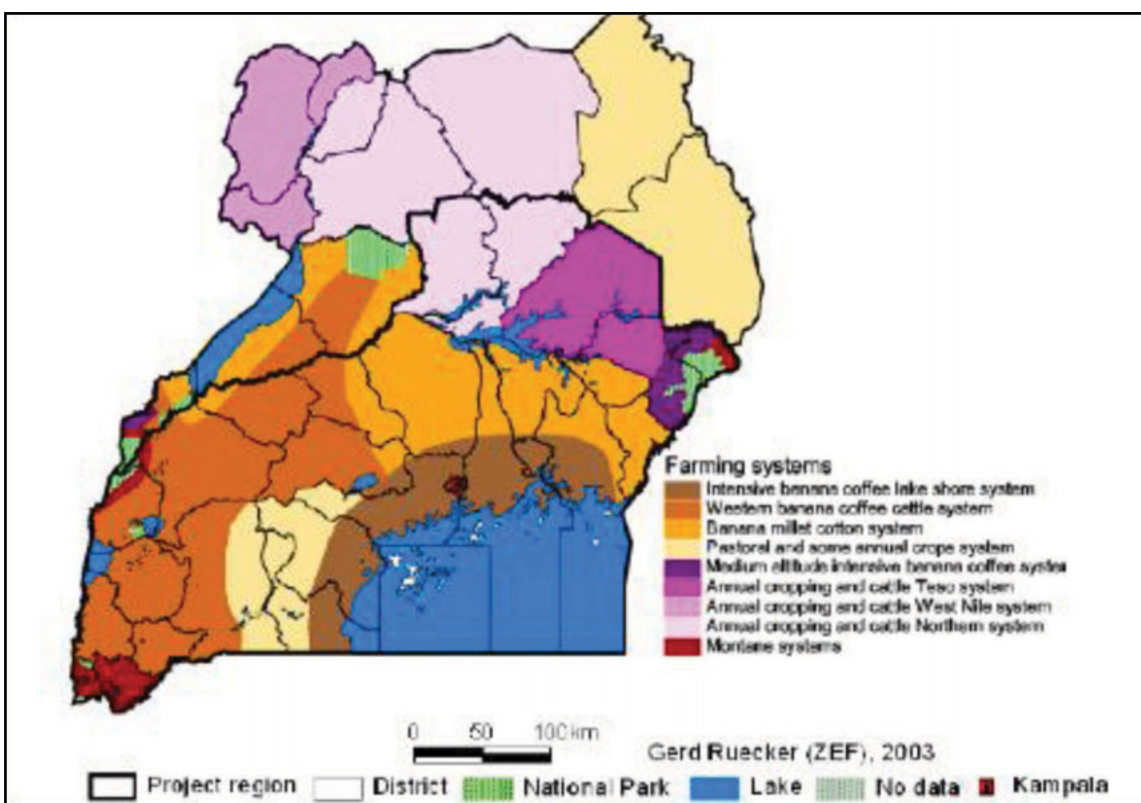 Farming systems
Intensive banana coffee lake shore system
Western banana coffee cattle system
Banana millet cotton system
Pastoral and some annual crops system
Medium altitude intensive banana coffee system
Annual cropping and cattle Teso system
Annual cropping and cattle West Nile system
Annual cropping and cattle Northern system
Montane systems
0 50 100km
Gerd Ruecker (ZEF), 2003
Project region District National Park Lake No data Kampala